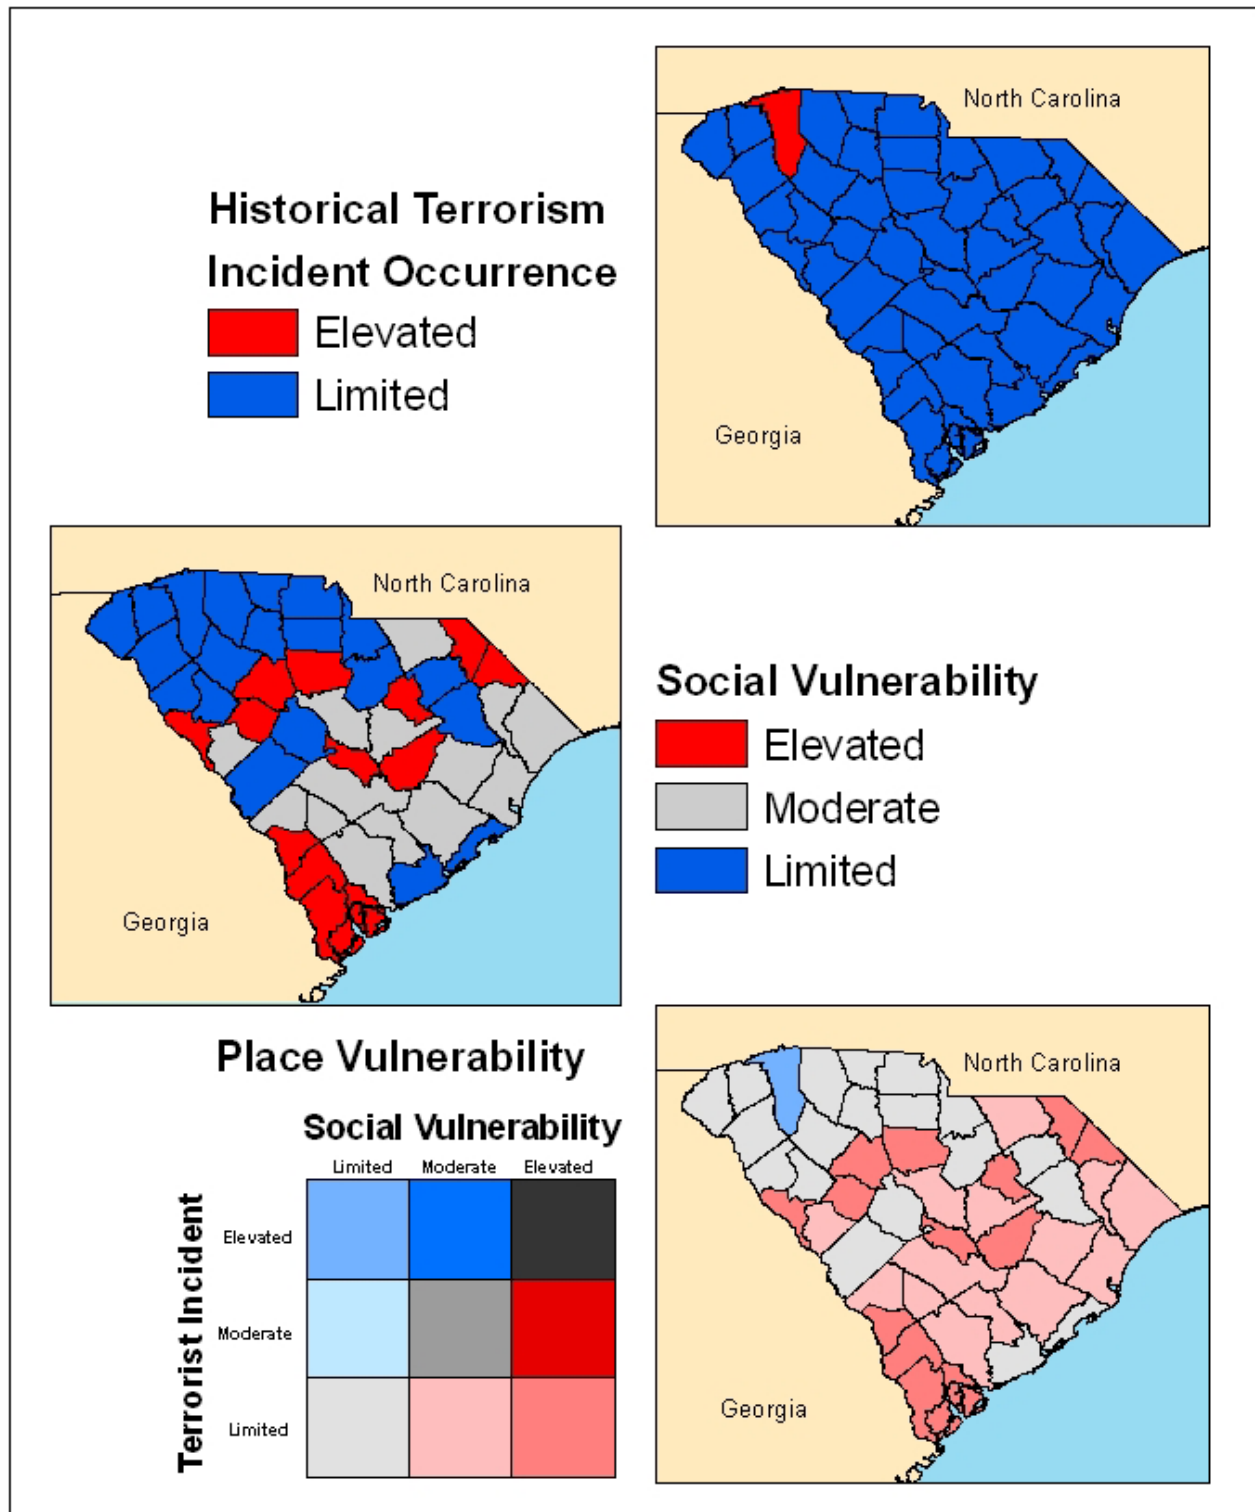 North Carolina
Historical Terrorism
Incident Occurrence
Elevated
Limited
Georgia
North Carolina
Georgia
Social Vulnerability
Elevated
Moderate
Limited
Place Vulnerability
Social Vulnerability
Limited Moderate Elevated
Terrorist Incident
Elevated
Moderate
Limited
North Carolina
Georgia